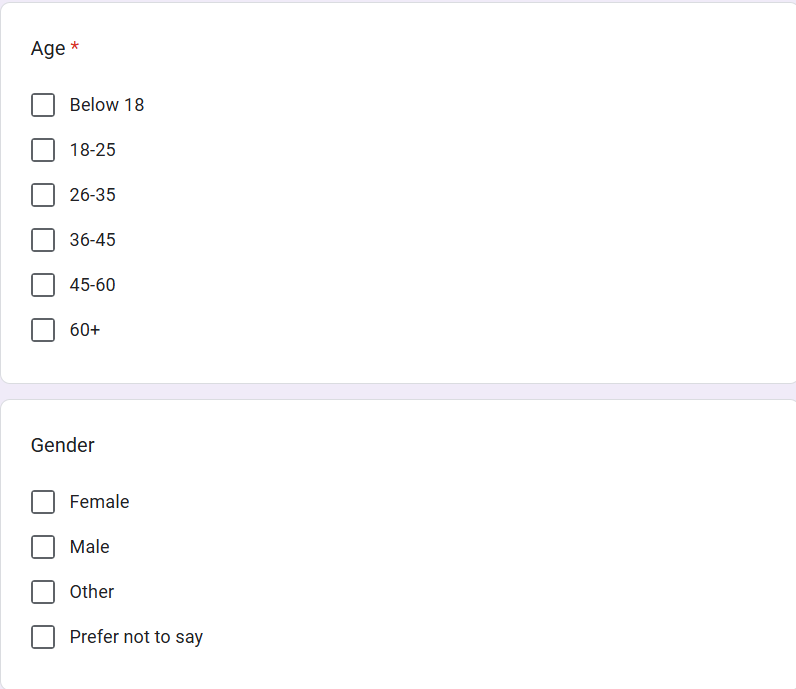 Age *
Below 18
18-25
26-35
36-45
45-60
60+
Gender
Female
Male
Other
Prefer not to say